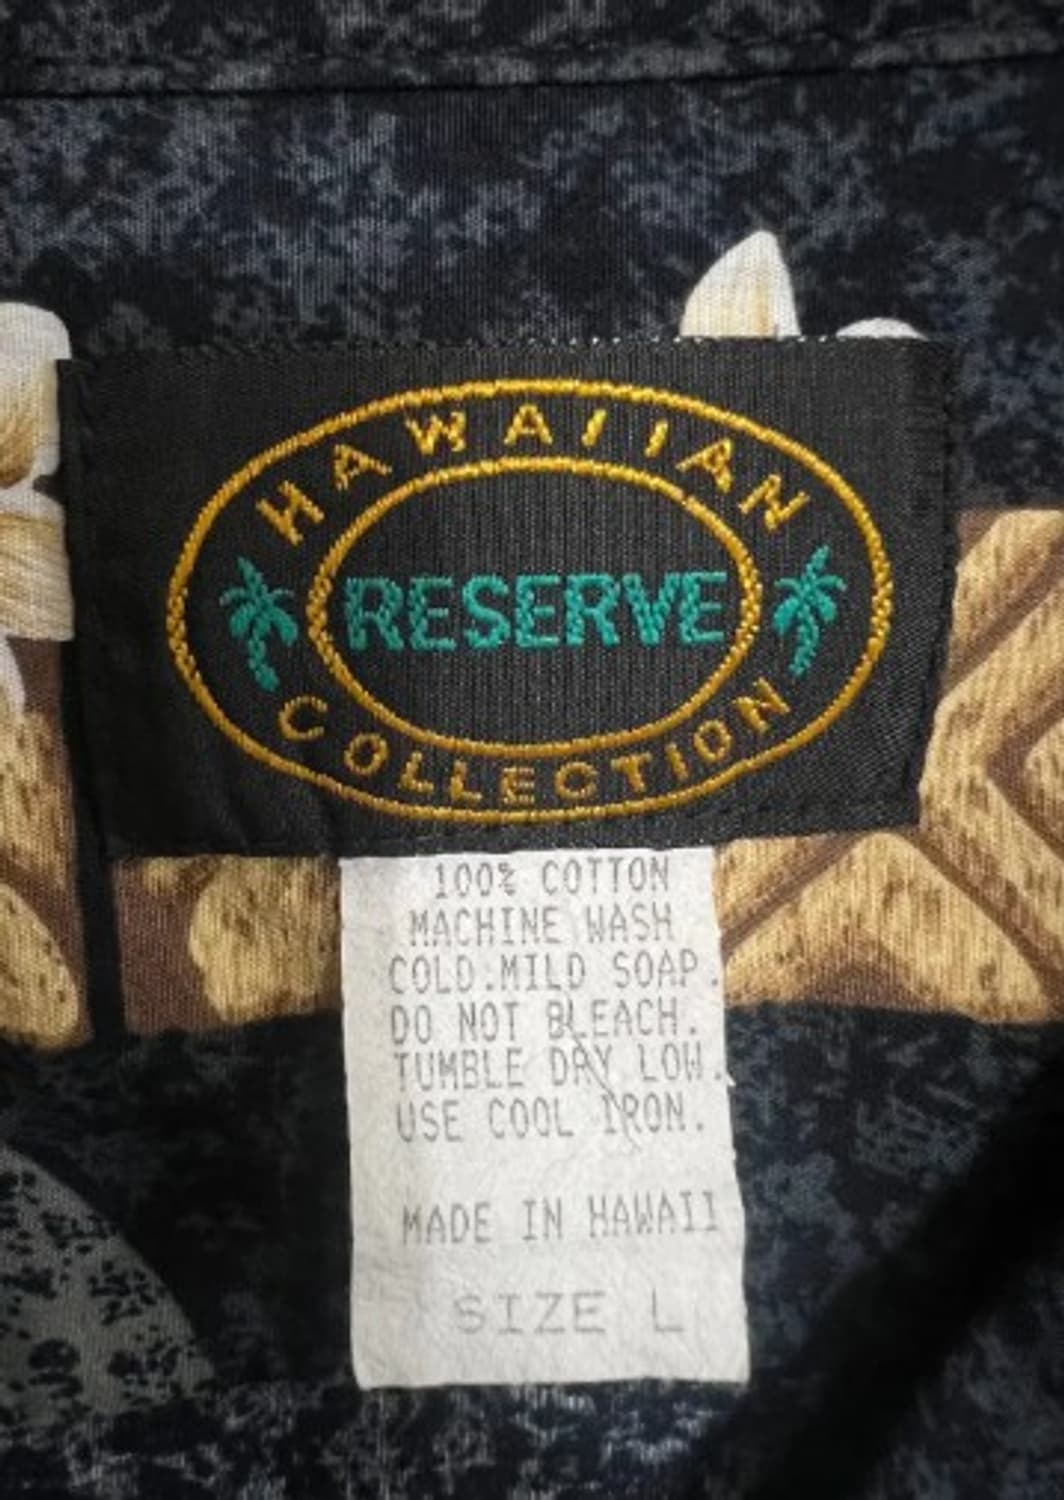 HAWAIIAN
RESERVE
COLLECTION
100% COTTON
MACHINE WASH
COLD.MILD SOAP.
DO NOT BLEACH.
TUMBLE DRY LOW.
USE COOL IRON.
MADE IN HAWAII
SIZE L